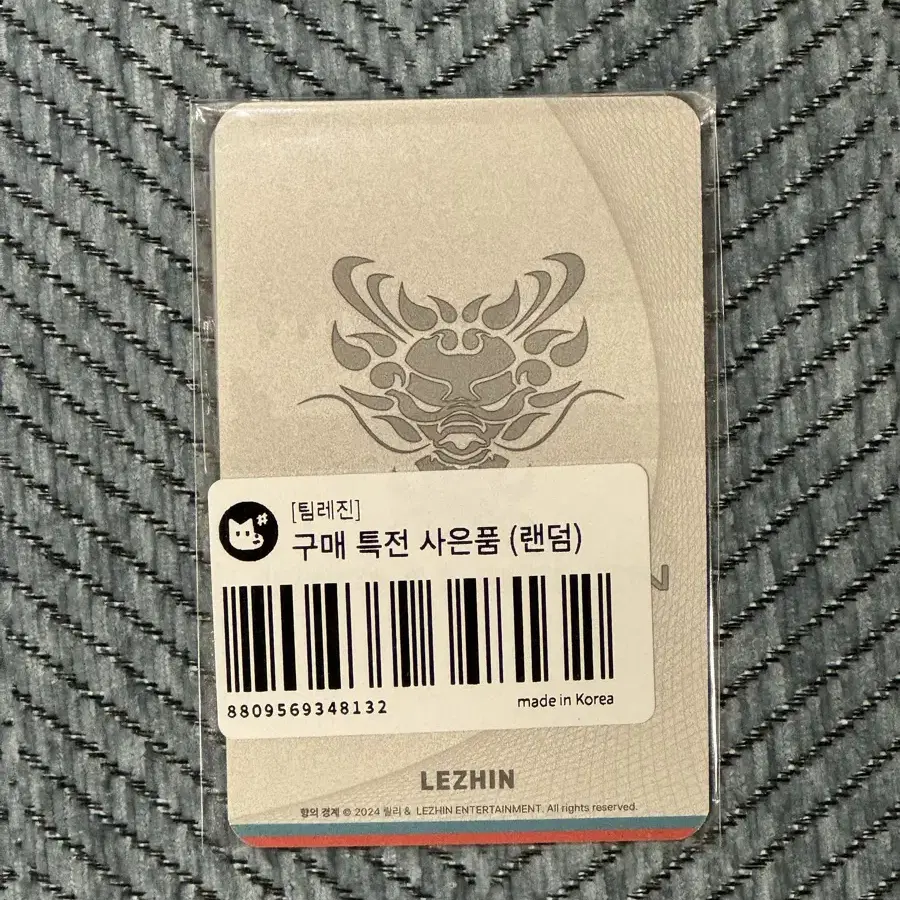 [팀레진]
구매 특전 사은품 (랜덤)
8809569348132
made in Korea
LEZHIN
향의 경계 © 2024 릴리 & LEZHIN ENTERTAINMENT. All rights reserved.